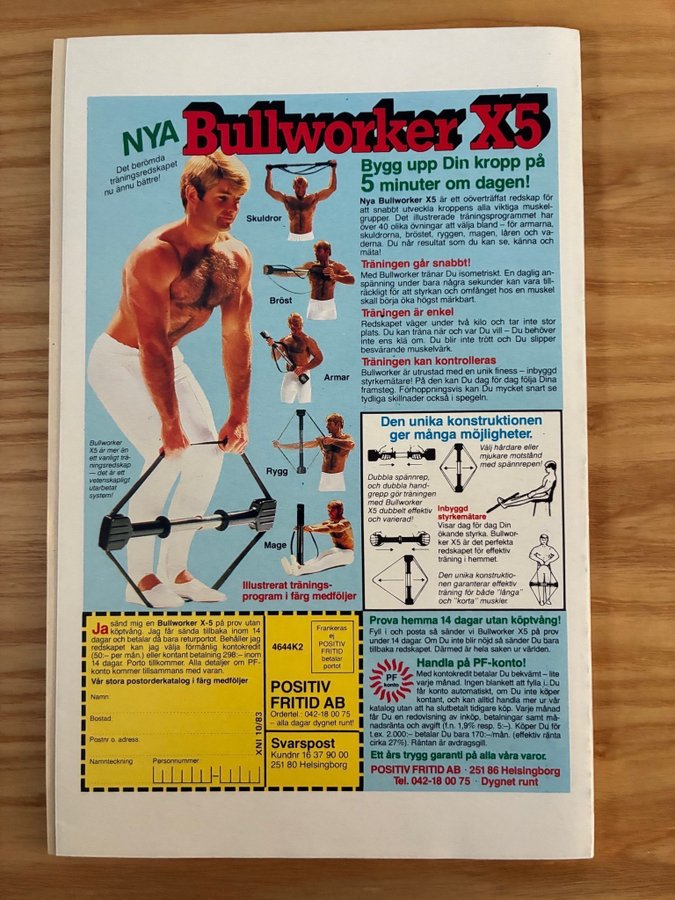 NYA Bullworker X5
Det berömda
träningsredskapet
nu ännu bättre!
Skuldror
Bröst
Armar
Rygg
Mage
Bullworker
X5 är mer än
ett vanligt trä-
ningsredskap
— det är ett
vetenskapligt
utarbetat
system!
Illustrerat tränings-
program i färg medföljer
Bygg upp Din kropp på
5 minuter om dagen!
Nya Bullworker X5 är ett oöverträffat redskap för
att snabbt utveckla kroppens alla viktiga muskel-
grupper. Det illustrerade träningsprogrammet har
över 40 olika övningar att välja bland – för armarna,
skuldrorna, bröstet, ryggen, magen, låren och va-
derna. Du når resultat som du kan se, känna och
mäta!
Träningen går snabbt!
Med Bullworker tränar Du isometriskt. En daglig an-
spänning under bara några sekunder kan vara till-
räckligt för att styrkan och omfånget hos en muskel
skall börja öka högst märkbart.
Träningen är enkel
Redskapet väger under två kilo och tar inte stor
plats. Du kan träna när och var Du vill – Du behöver
inte ens klä om. Du blir inte trött och Du slipper
besvärande muskelvärk.
Träningen kan kontrolleras
Bullworker är utrustad med en unik finess – inbyggd
styrkemätare! På den kan Du dag för dag följa Dina
framsteg. Förhoppningsvis kan Du mycket snart se
tydliga skillnader också i spegeln.
Den unika konstruktionen
ger många möjligheter.
Välj hårdare eller
mjukare motstånd
med spännrepen!
Dubbla spännrep,
och dubbla hand-
grepp gör träningen
med Bullworker
X5 dubbelt effektiv
och varierad!
Inbyggd
styrkemätare
Visar dag för dag Din
ökande styrka. Bullwor-
ker X5 är det perfekta
redskapet för effektiv
träning i hemmet.
Den unika konstruktio-
nen garanterar effektiv
träning för både "långa"
och "korta" muskler.
Ja sänd mig en Bullworker X-5 på prov utan
köptvång. Jag får sända tillbaka inom 14
dagar och betalar då bara returportot. Behåller jag
redskapet kan jag välja förmånlig kontokredit
(50:– per mån.) eller kontant betalning 298:– inom
14 dagar. Porto tillkommer. Alla detaljer om PF-
konto kommer tillsammans med varan.
Vår stora postorderkatalog i färg medföljer
Namn:
Bostad
Postnr o. adress.
Namnteckning Personnummer
XNI 10/83
4644K2
Frankeras
ej
POSITIV
FRITID
betalar
portot
POSITIV
FRITID AB
Ordertel.: 042-18 00 75
– alla dagar dygnet runt!
Svarspost
Kundnr 16 37 90 00
251 80 Helsingborg
Prova hemma 14 dagar utan köptvång!
Fyll i och posta så sänder vi Bullworker X5 på prov
under 14 dagar. Om Du inte blir nöjd så sänder Du bara
tillbaka redskapet. Därmed är hela saken ur världen.
PF
konto
Handla på PF-konto!
Med kontokredit betalar Du bekvämt – lite
varje månad. Ingen blankett att fylla i. Du
får konto automatiskt, om Du inte köper
kontant, och kan alltid handla mer ur vår
katalog utan att ha slutbetalt tidigare köp. Varje månad
får Du en redovisning av inköp, betalningar samt må-
nadsränta och avgift (f.n. 1,9% resp. 5:–). Köper Du för
t.ex. 2.000:– betalar Du bara 170:–/mån. (effektiv ränta
cirka 27%). Räntan är avdragsgill.
Ett års trygg garanti på alla våra varor.
POSITIV FRITID AB · 251 86 Helsingborg
Tel. 042-18 00 75 · Dygnet runt